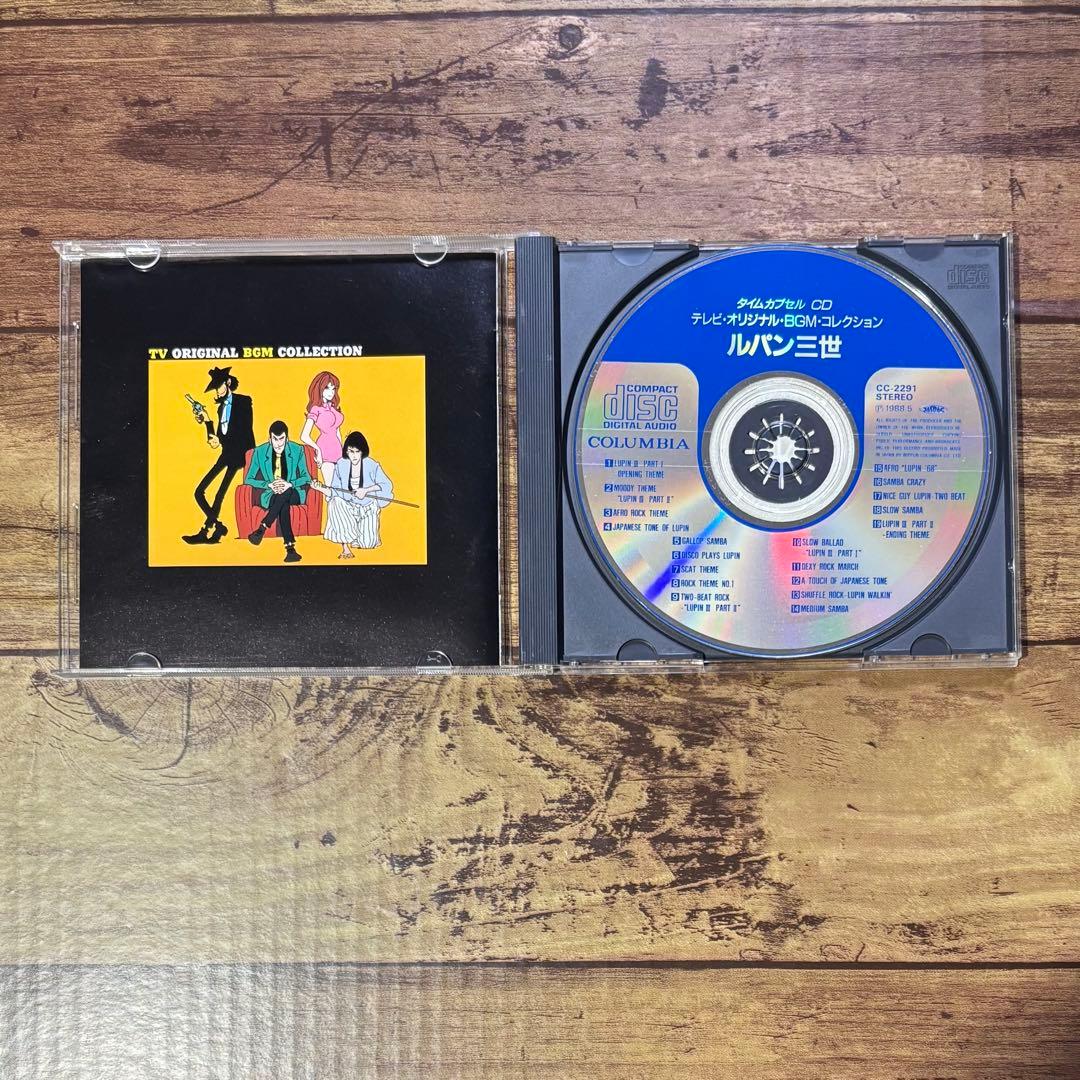 TV ORIGINAL BGM COLLECTION
タイムカプセル CD
テレビ・オリジナル・BGM・コレクション
ルパン三世
COMPACT
disc
DIGITAL AUDIO
COLUMBIA
CC-2291
STEREO
Ⓟ1988.5
1 LUPIN III PART I
OPENING THEME
2 MOODY THEME
"LUPIN III PART II"
3 AFRO ROCK THEME
4 JAPANESE TONE OF LUPIN
5 GALLOP SAMBA
6 DISCO PLAYS LUPIN
7 SCAT THEME
8 ROCK THEME NO.1
9 TWO-BEAT ROCK
-"LUPIN III PART II"
10 SLOW BALLAD
-"LUPIN III PART I"
11 DEXY ROCK MARCH
12 A TOUCH OF JAPANESE TONE
13 SHUFFLE ROCK-LUPIN WALKIN'
14 MEDIUM SAMBA
15 AFRO "LUPIN '68"
16 SAMBA CRAZY
17 NICE GUY LUPIN-TWO BEAT
18 SLOW SAMBA
19 LUPIN III PART II
-ENDING THEME
COMPACT
disc
DIGITAL AUDIO